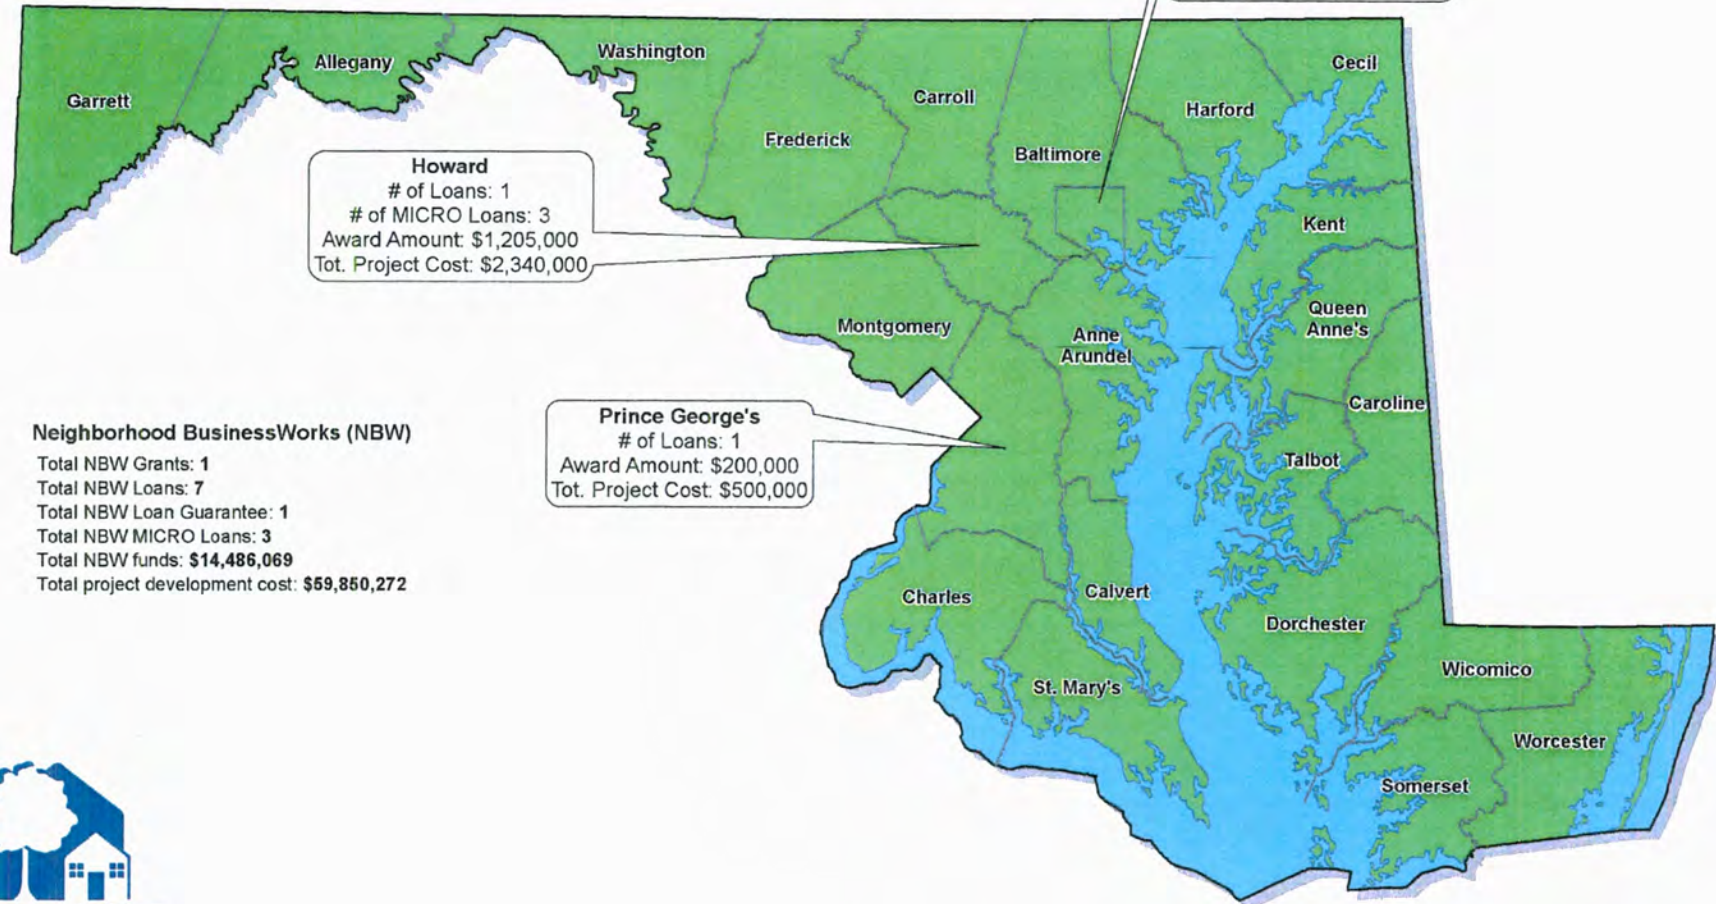 Garrett
Allegany
Washington
Frederick
Carroll
Baltimore
Harford
Cecil
Howard
# of Loans: 1
# of MICRO Loans: 3
Award Amount: $1,205,000
Tot. Project Cost: $2,340,000
Kent
Queen
Anne's
Montgomery
Anne
Arundel
Caroline
Prince George's
# of Loans: 1
Award Amount: $200,000
Tot. Project Cost: $500,000
Talbot
Neighborhood BusinessWorks (NBW)
Total NBW Grants: 1
Total NBW Loans: 7
Total NBW Loan Guarantee: 1
Total NBW MICRO Loans: 3
Total NBW funds: $14,486,069
Total project development cost: $59,850,272
Charles
Calvert
Dorchester
St. Mary's
Wicomico
Worcester
Somerset